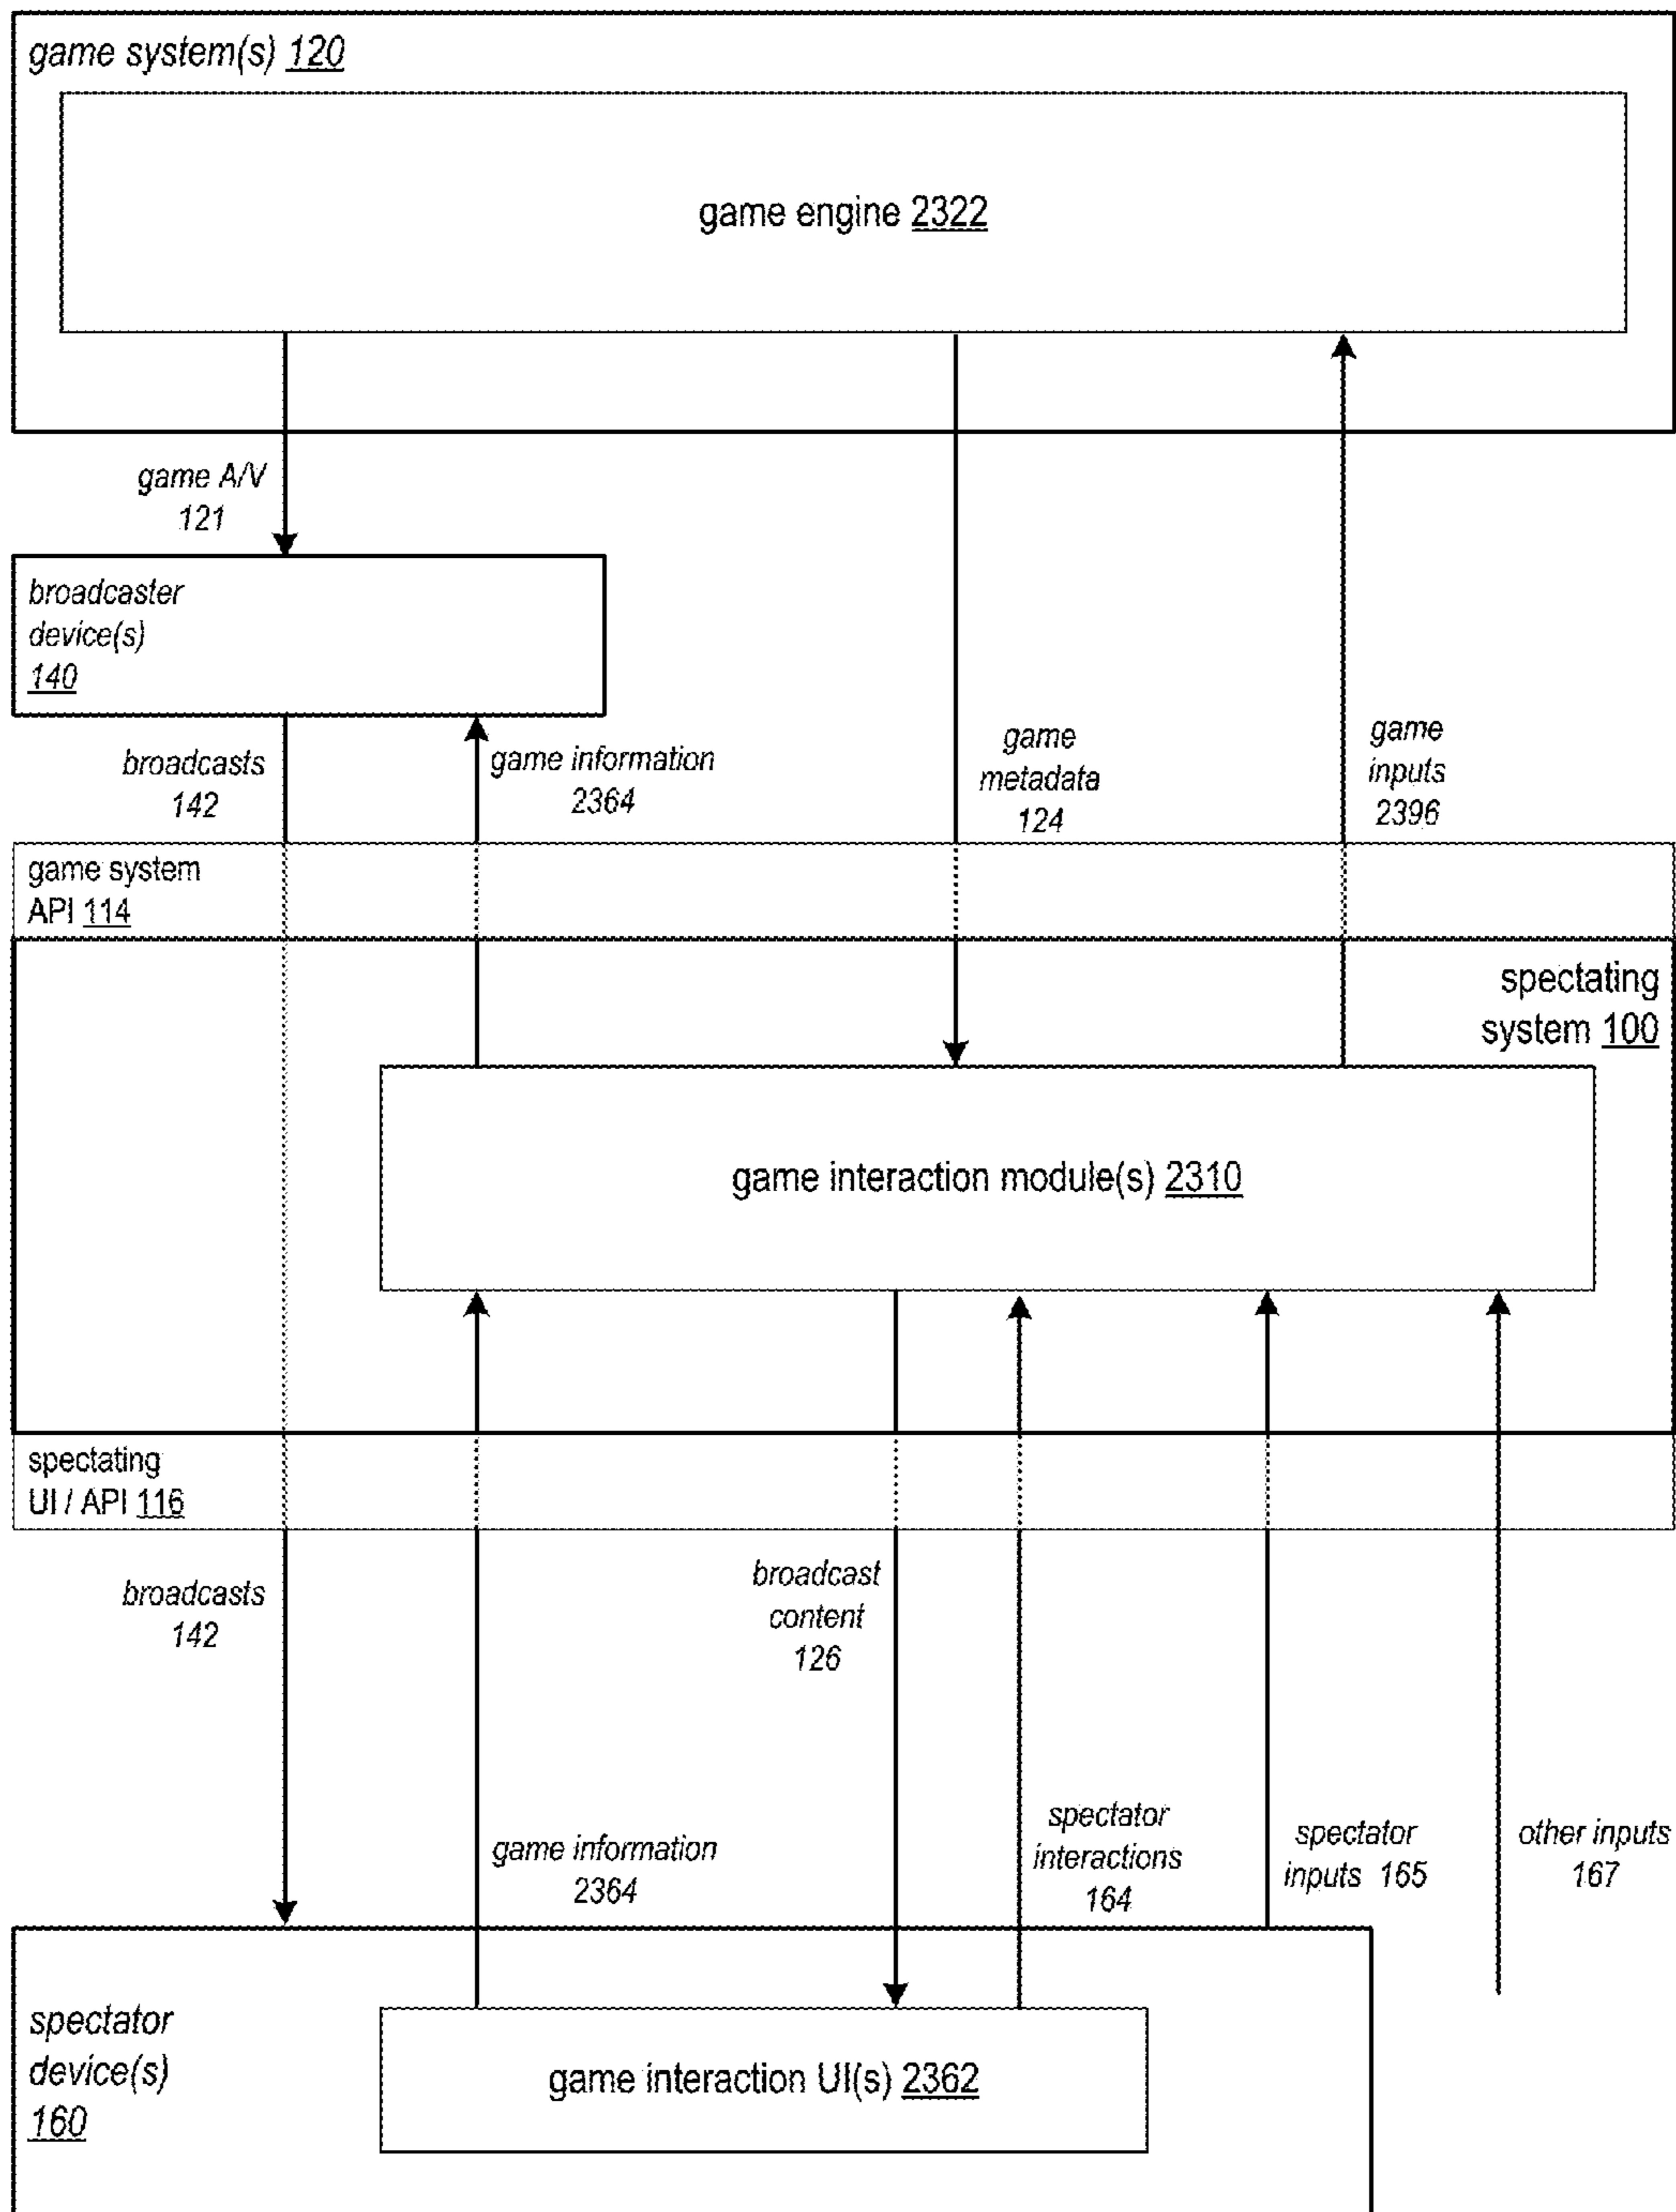 game system(s) 120
game engine 2322
game A/V
121
broadcaster
device(s)
140
broadcasts
142
game information
2364
game
metadata
124
game
inputs
2396
game system
API 114
spectating
system 100
game interaction module(s) 2310
spectating
UI / API 116
broadcasts
142
broadcast
content
126
game information
2364
spectator
interactions
164
spectator
inputs 165
other inputs
167
spectator
device(s)
160
game interaction UI(s) 2362